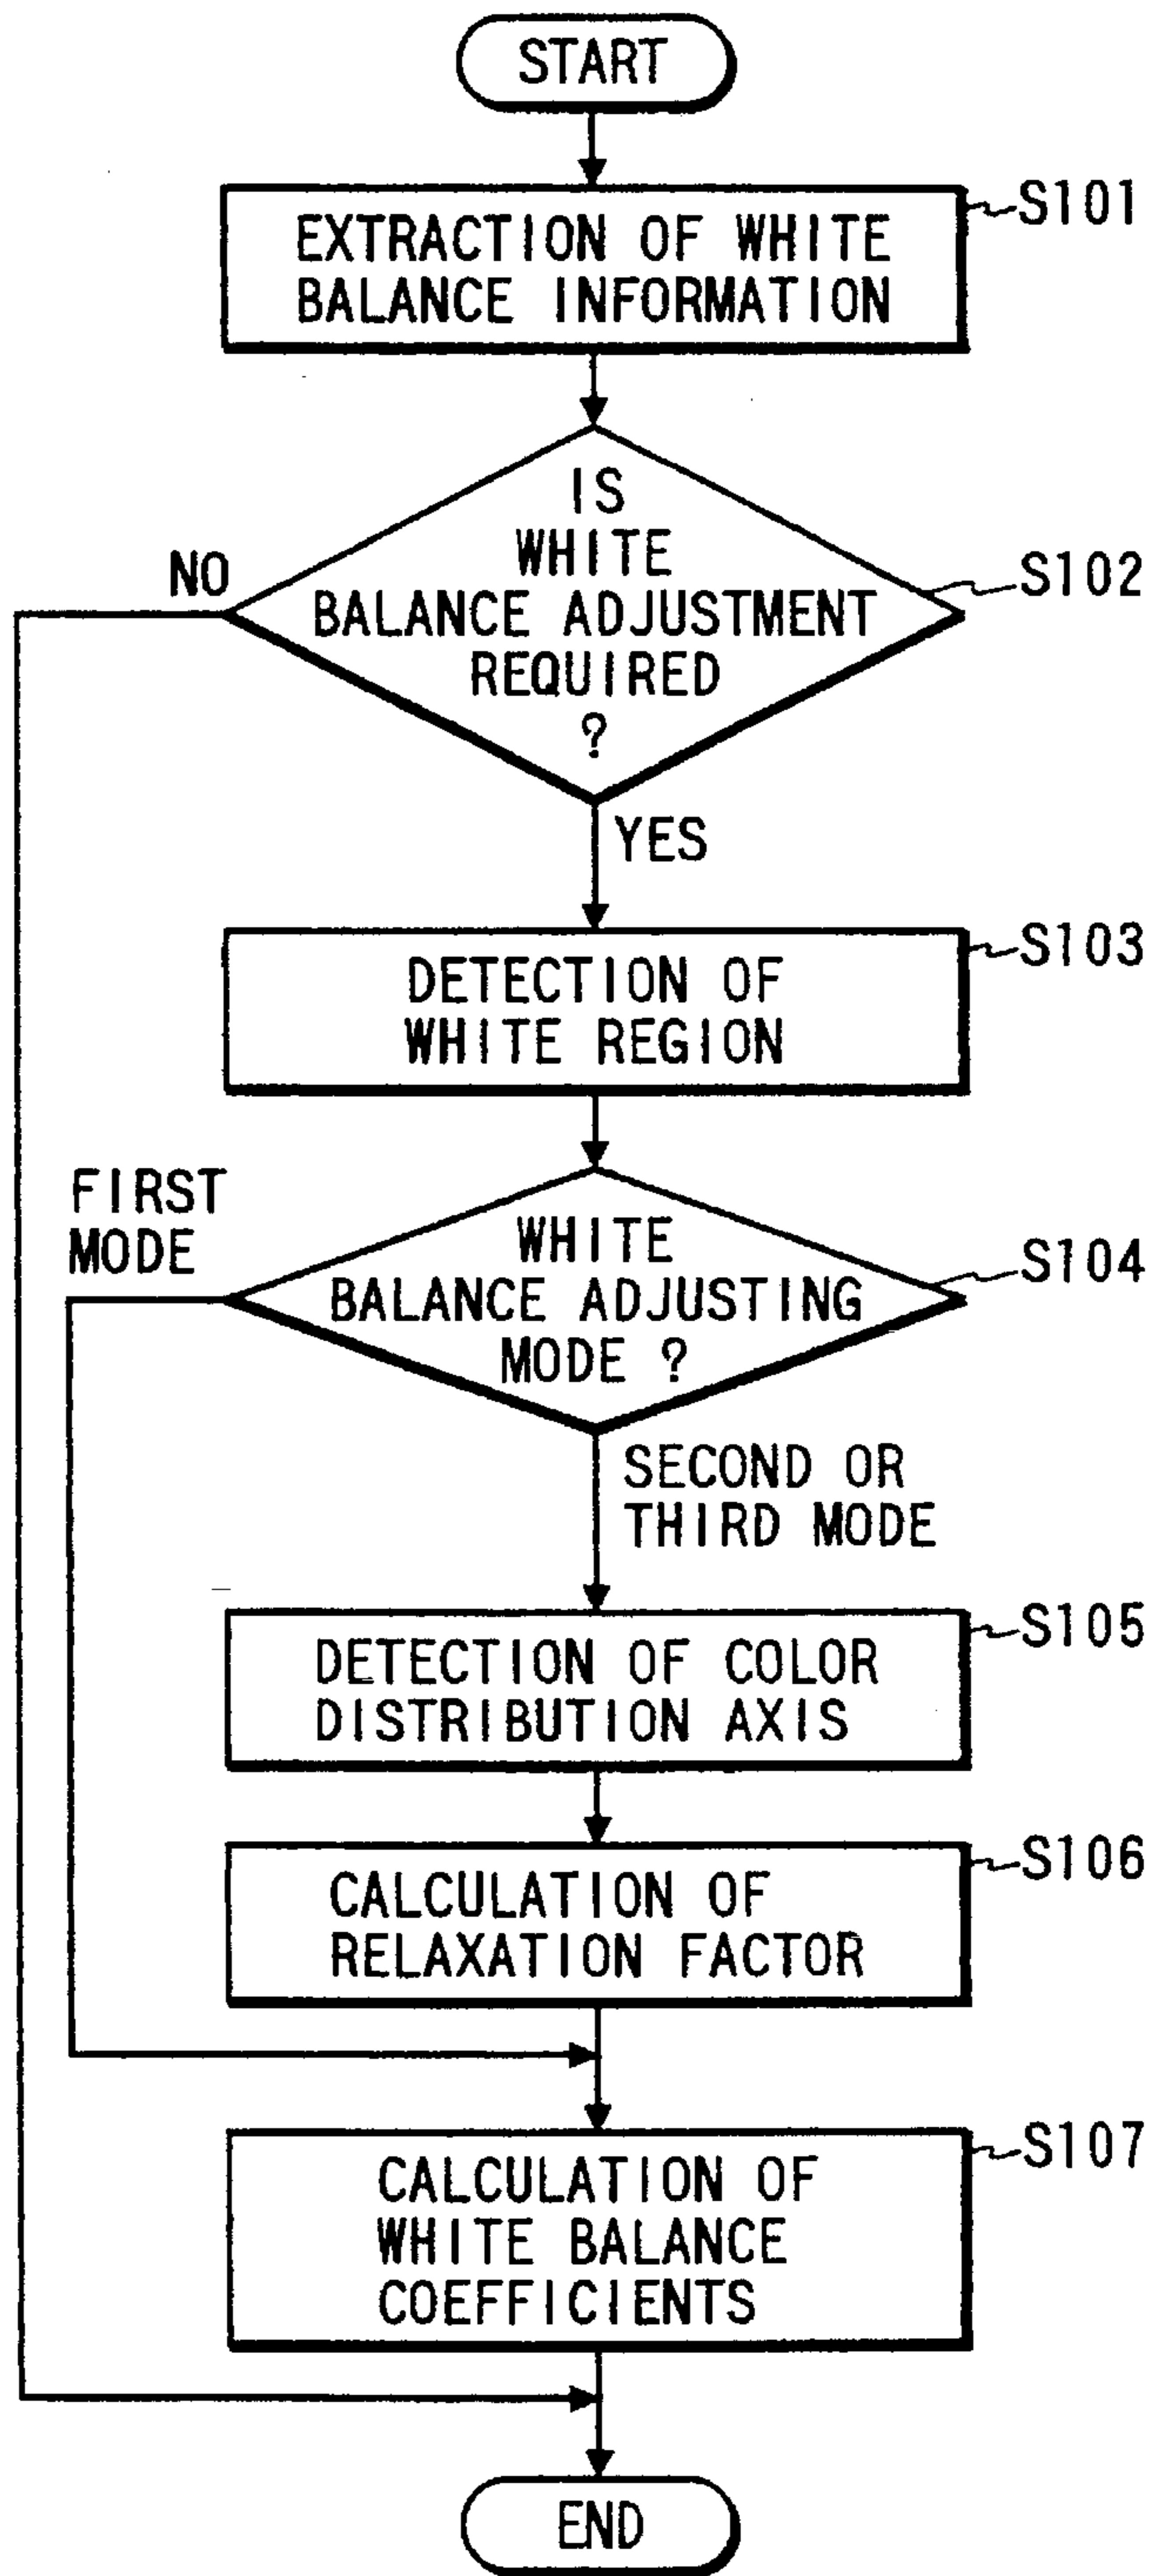 START
S101
EXTRACTION OF WHITE
BALANCE INFORMATION
IS
WHITE
BALANCE ADJUSTMENT
REQUIRED
?
NO
S102
YES
S103
DETECTION OF
WHITE REGION
FIRST
MODE
WHITE
BALANCE ADJUSTING
MODE ?
S104
SECOND OR
THIRD MODE
S105
DETECTION OF COLOR
DISTRIBUTION AXIS
S106
CALCULATION OF
RELAXATION FACTOR
S107
CALCULATION OF
WHITE BALANCE
COEFFICIENTS
END